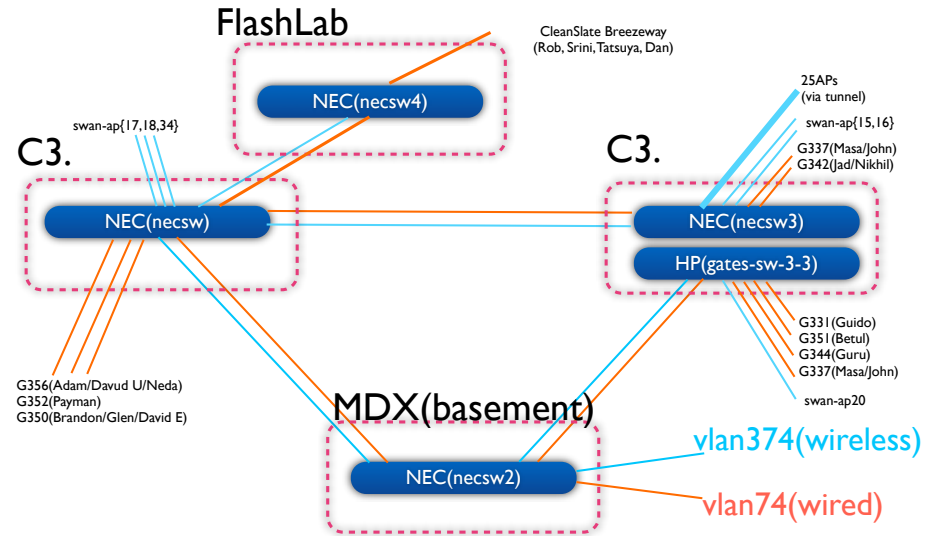 FlashLab
CleanSlate Breezeway
(Rob, Srini, Tatsuya, Dan)
NEC(necsw4)
swan-ap{17,18,34}
C3.
NEC(necsw)
25APs
(via tunnel)
swan-ap{15,16}
G337(Masa/John)
G342(Jad/Nikhil)
C3.
NEC(necsw3)
HP(gates-sw-3-3)
G331(Guido)
G351(Betul)
G344(Guru)
G337(Masa/John)
swan-ap20
G356(Adam/Davud U/Neda)
G352(Payman)
G350(Brandon/Glen/David E)
MDX(basement)
NEC(necsw2)
vlan374(wireless)
vlan74(wired)